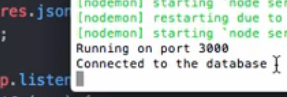 [nodemon] starting `node ser
res.json
[nodemon] restarting due to
;
[nodemon] starting `node ser
Running on port 3000
Connected to the database
p.listen